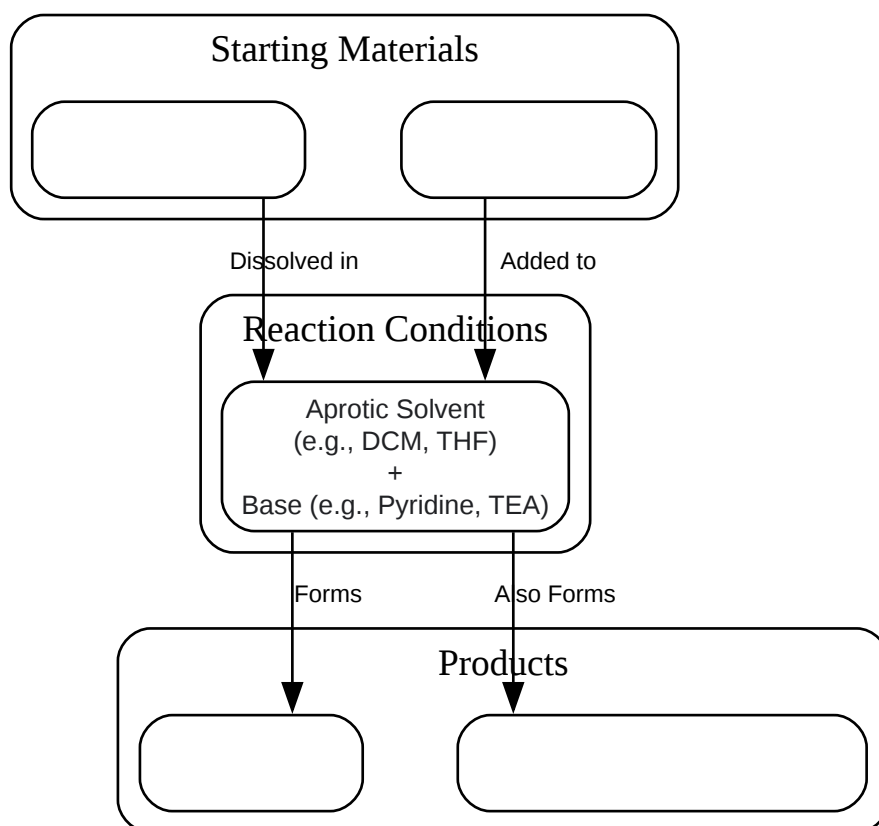 Starting Materials
Dissolved in
Added to
Reaction Conditions
Aprotic Solvent
(e.g., DCM, THF)
+
Base (e.g., Pyridine, TEA)
Forms
Also Forms
Products